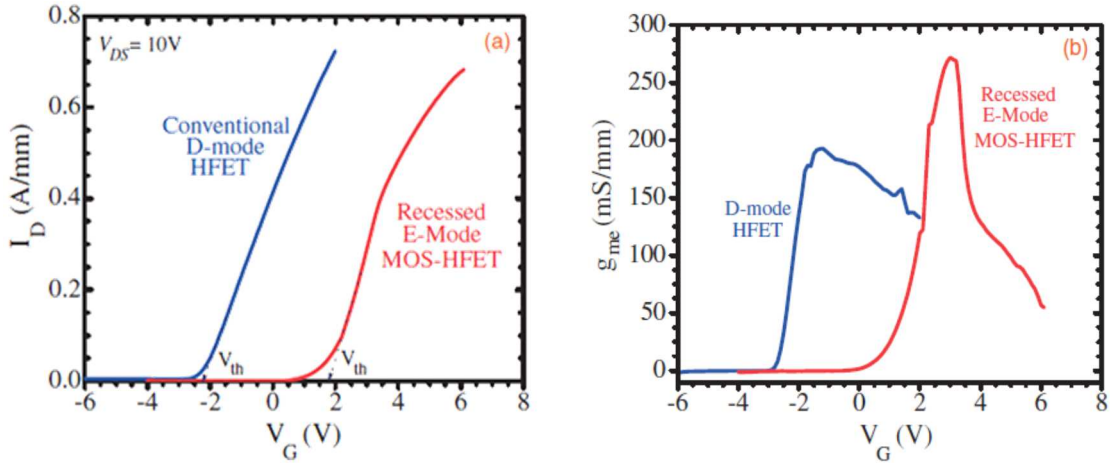 (a)
V_DS = 10V
Conventional
D-mode
HFET
Recessed
E-Mode
MOS-HFET
V_th
V_th
0.8
0.6
0.4
0.2
0.0
I_D (A/mm)
-6 -4 -2 0 2 4 6 8
V_G (V)
(b)
Recessed
E-Mode
MOS-HFET
D-mode
HFET
300
250
200
150
100
50
0
g_me (mS/mm)
-6 -4 -2 0 2 4 6 8
V_G (V)